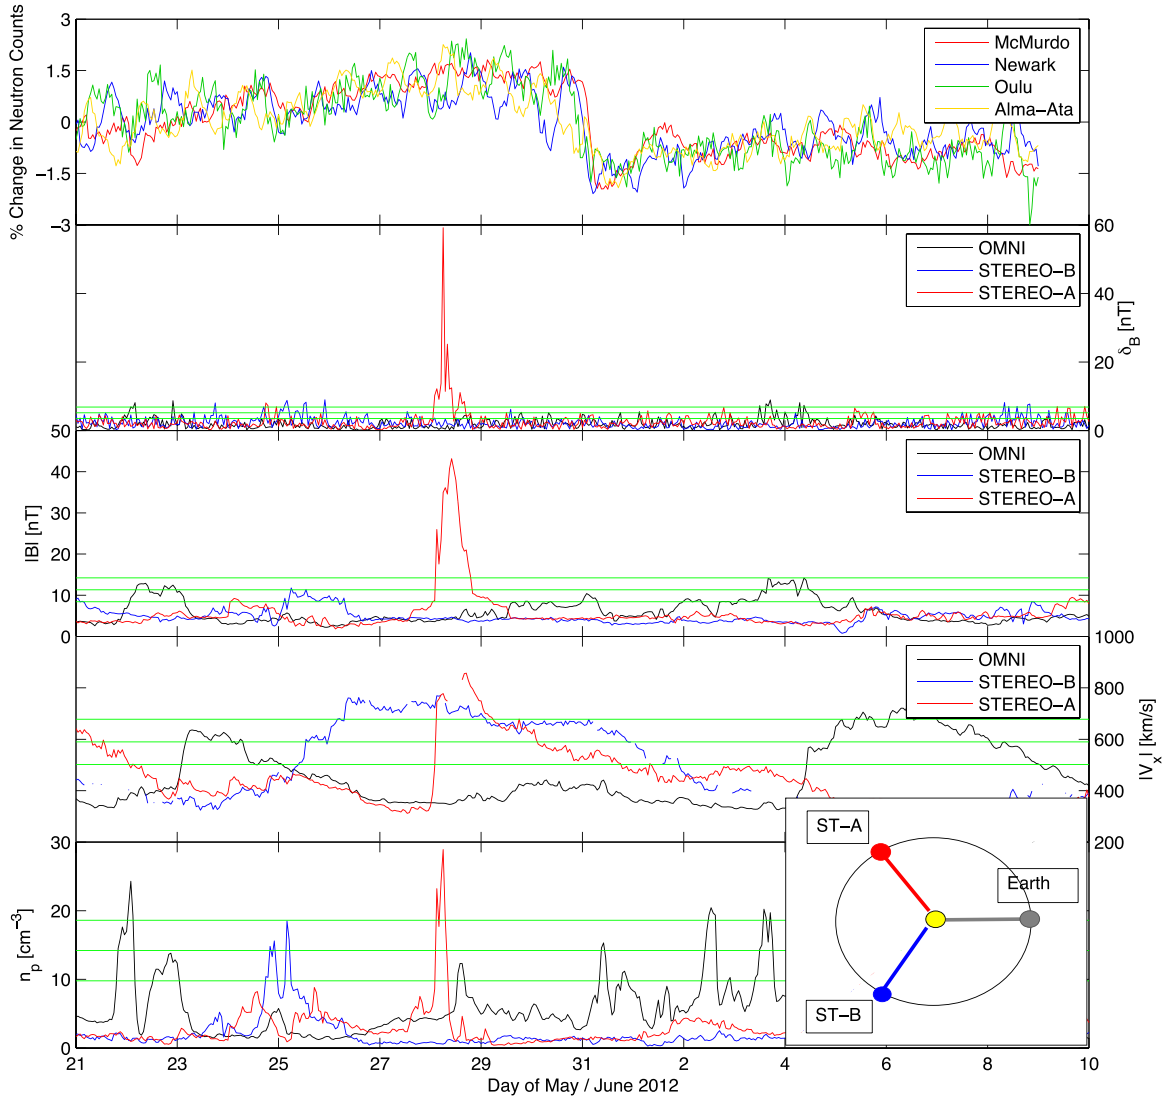 % Change in Neutron Counts
3
1.5
0
−1.5
−3
McMurdo
Newark
Oulu
Alma−Ata
60
40
20
0
δB [nT]
OMNI
STEREO−B
STEREO−A
|B| [nT]
50
40
30
20
10
0
OMNI
STEREO−B
STEREO−A
1000
800
600
400
200
|Vx| [km/s]
OMNI
STEREO−B
STEREO−A
np [cm−3]
30
20
10
0
ST−A
Earth
ST−B
21 23 25 27 28 29 31 2 4 6 8 10
Day of May / June 2012